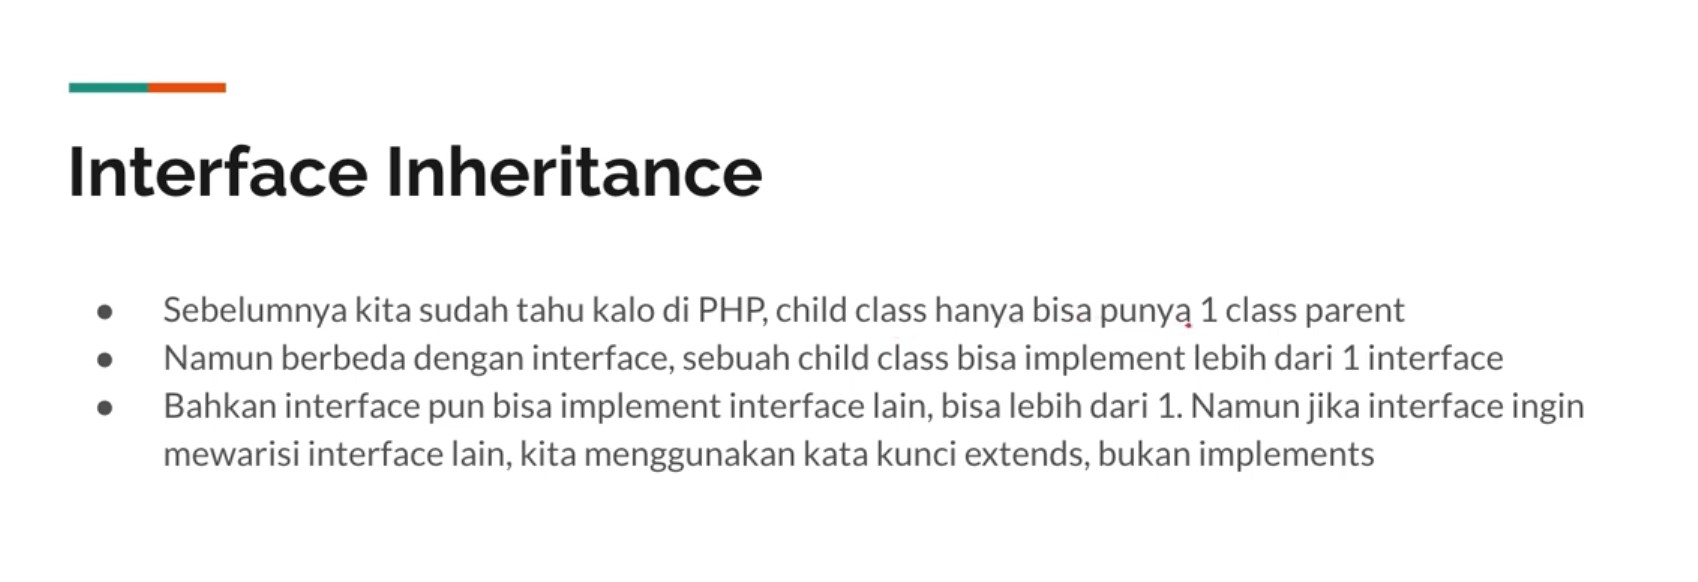 Interface Inheritance
● Sebelumnya kita sudah tahu kalo di PHP, child class hanya bisa punya 1 class parent
● Namun berbeda dengan interface, sebuah child class bisa implement lebih dari 1 interface
● Bahkan interface pun bisa implement interface lain, bisa lebih dari 1. Namun jika interface ingin
mewarisi interface lain, kita menggunakan kata kunci extends, bukan implements